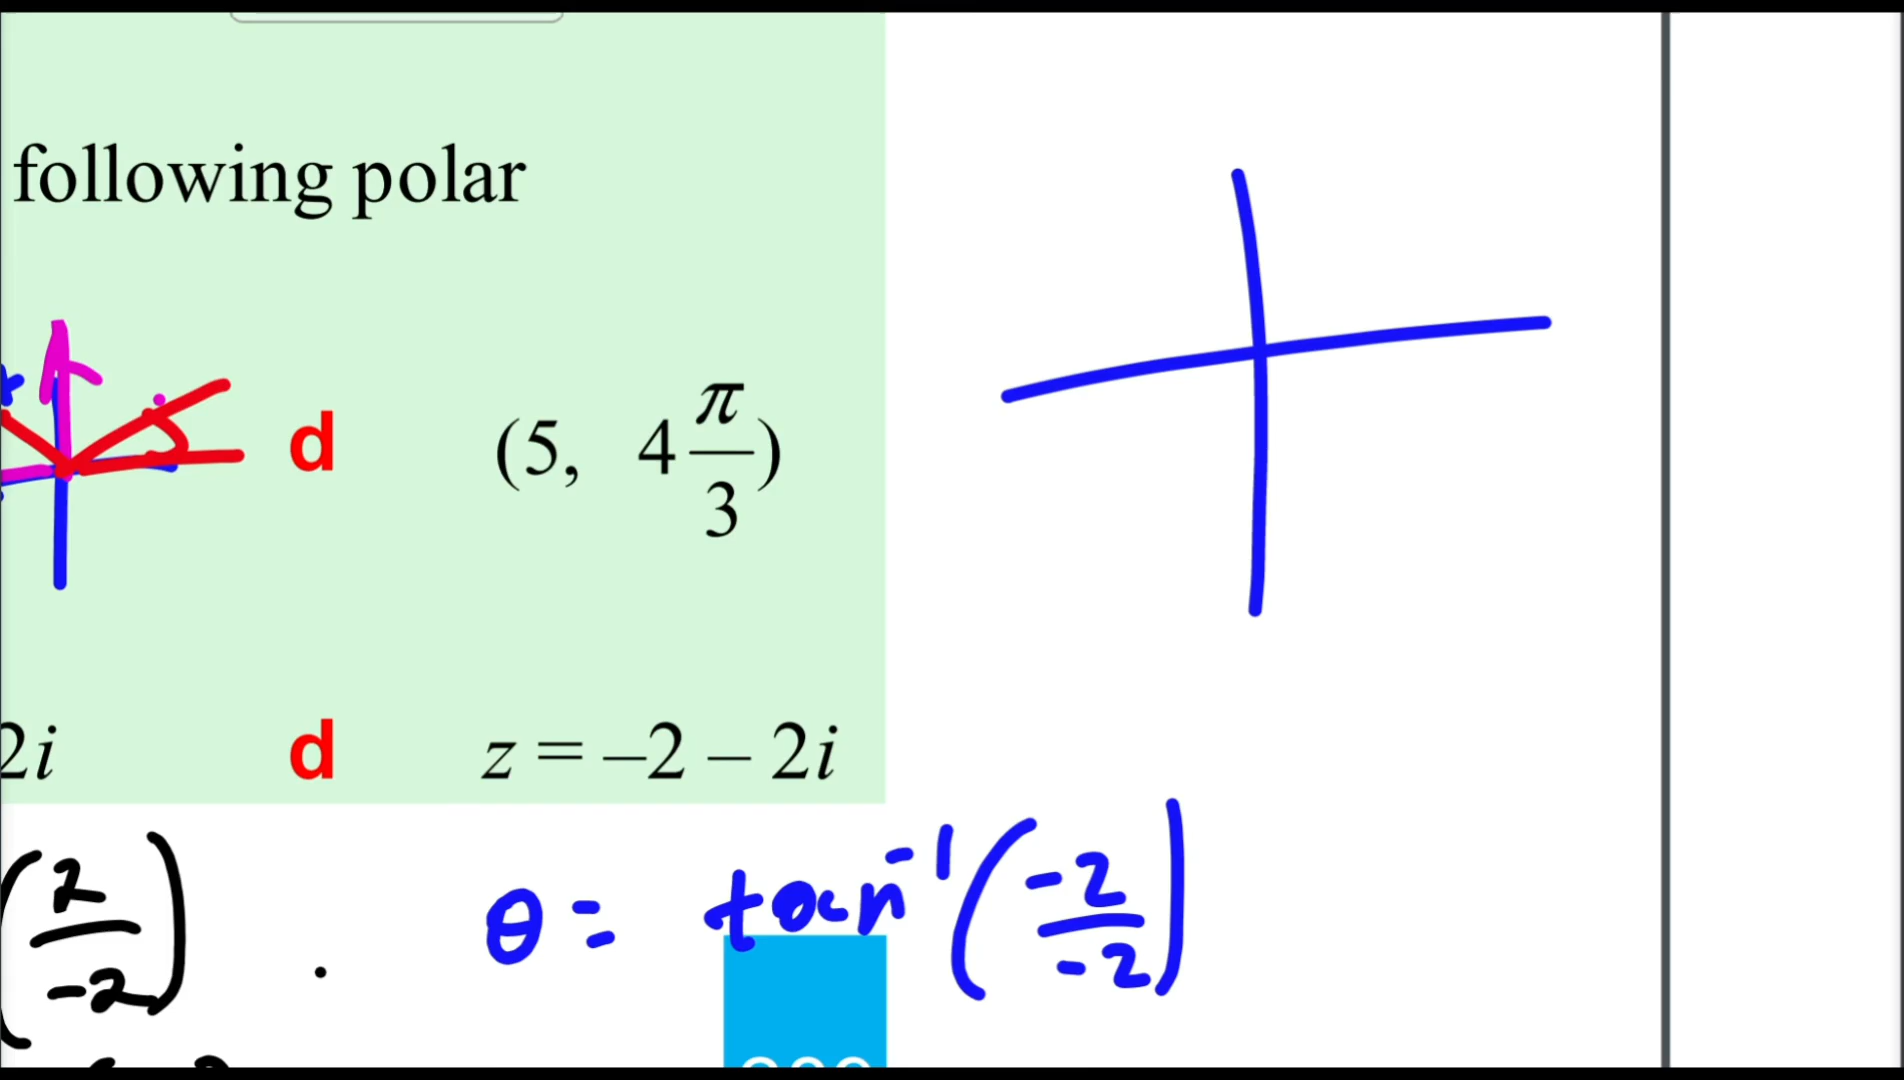 following polar
d (5, 4π/3)
2i d z = –2 – 2i
(2/-2) . θ = tan⁻¹(-2/-2)